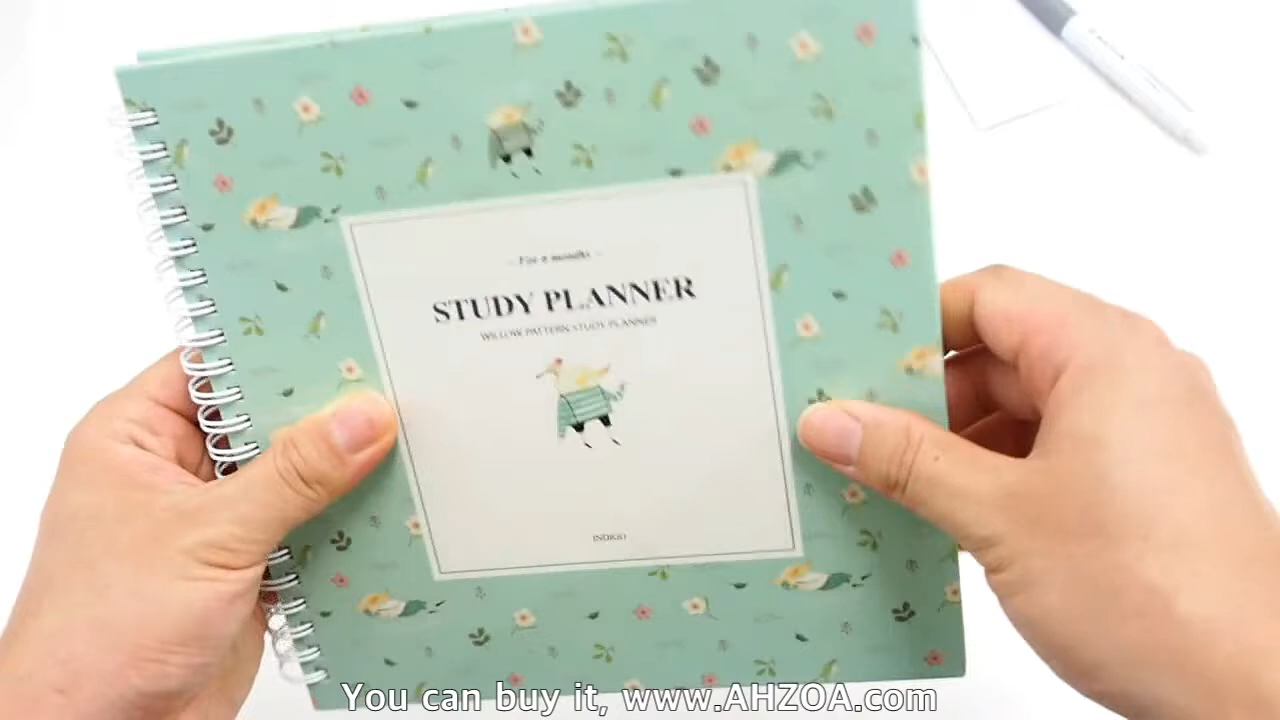 For 6 months
STUDY PLANNER
WILLOW PATTERN STUDY PLANNER
INDIGO
You can buy it, www.AHZOA.com